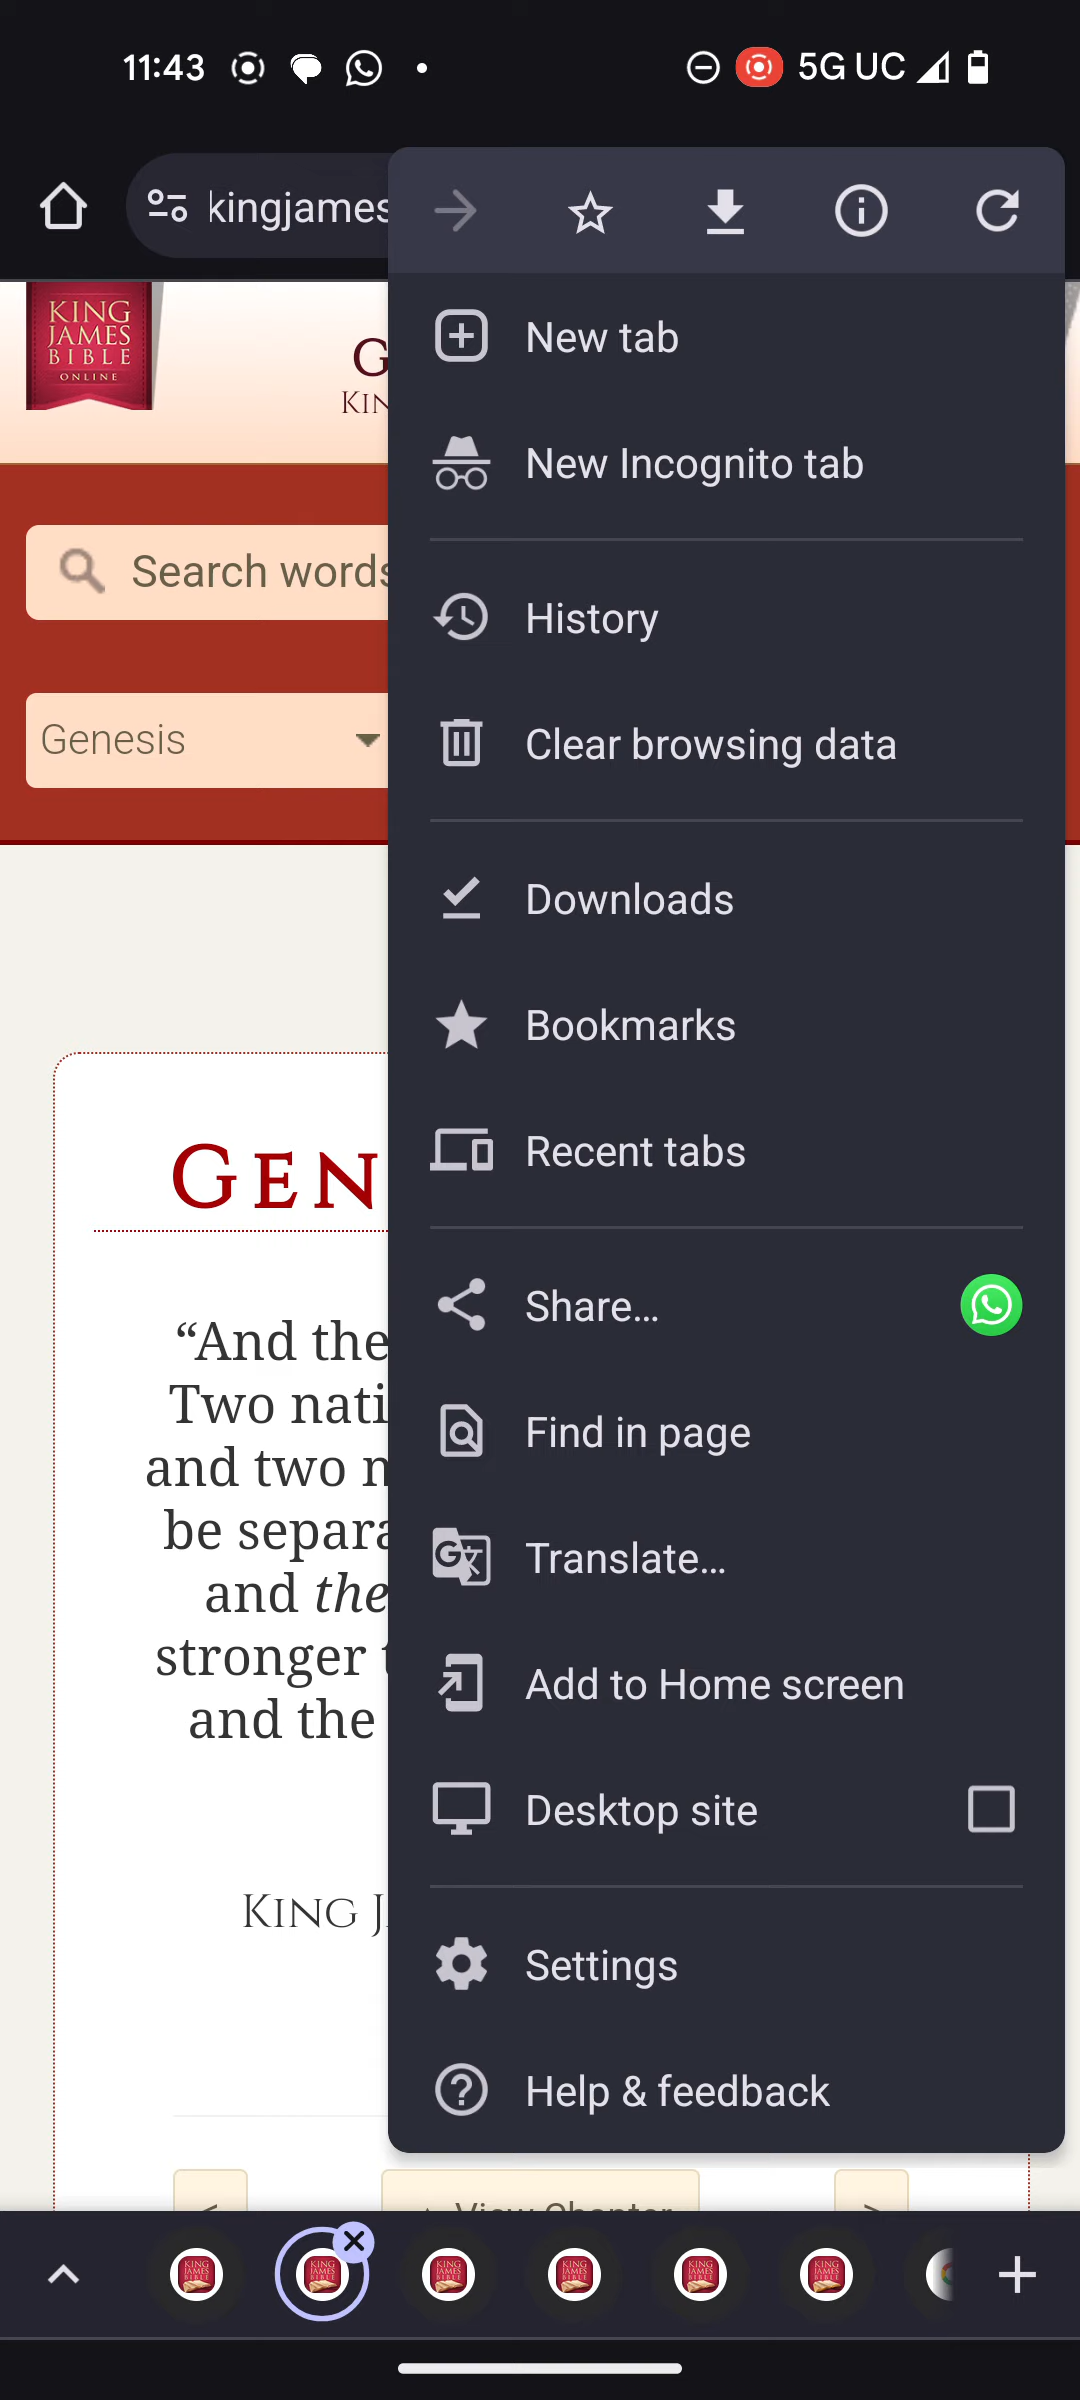 11:43
5G UC
kingjames
KING
JAMES
BIBLE
ONLINE
G
KIN
Search words
Genesis
GEN
“And the
Two nati
and two
be separa
and the
stronger
and the
KING J
View Chapter
New tab
New Incognito tab
History
Clear browsing data
Downloads
Bookmarks
Recent tabs
Share...
Find in page
Translate...
Add to Home screen
Desktop site
Settings
Help & feedback